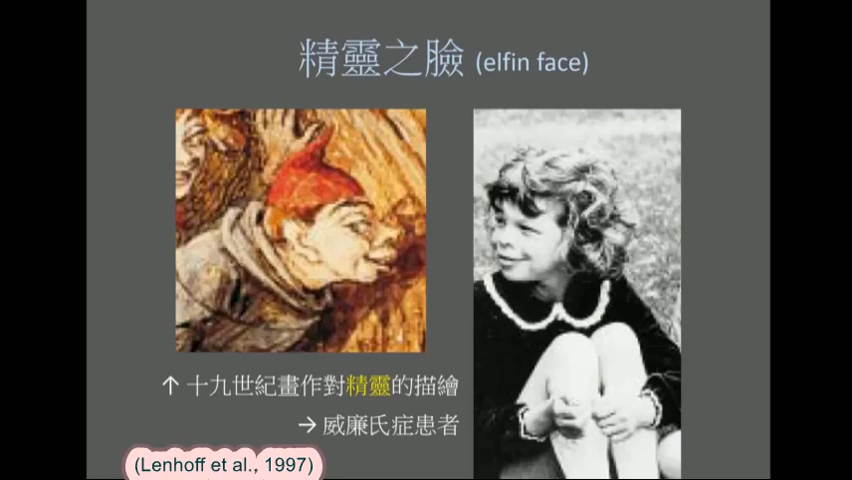 精靈之臉 (elfin face)
↑ 十九世紀畫作對精靈的描繪
→ 威廉氏症患者
(Lenhoff et al., 1997)